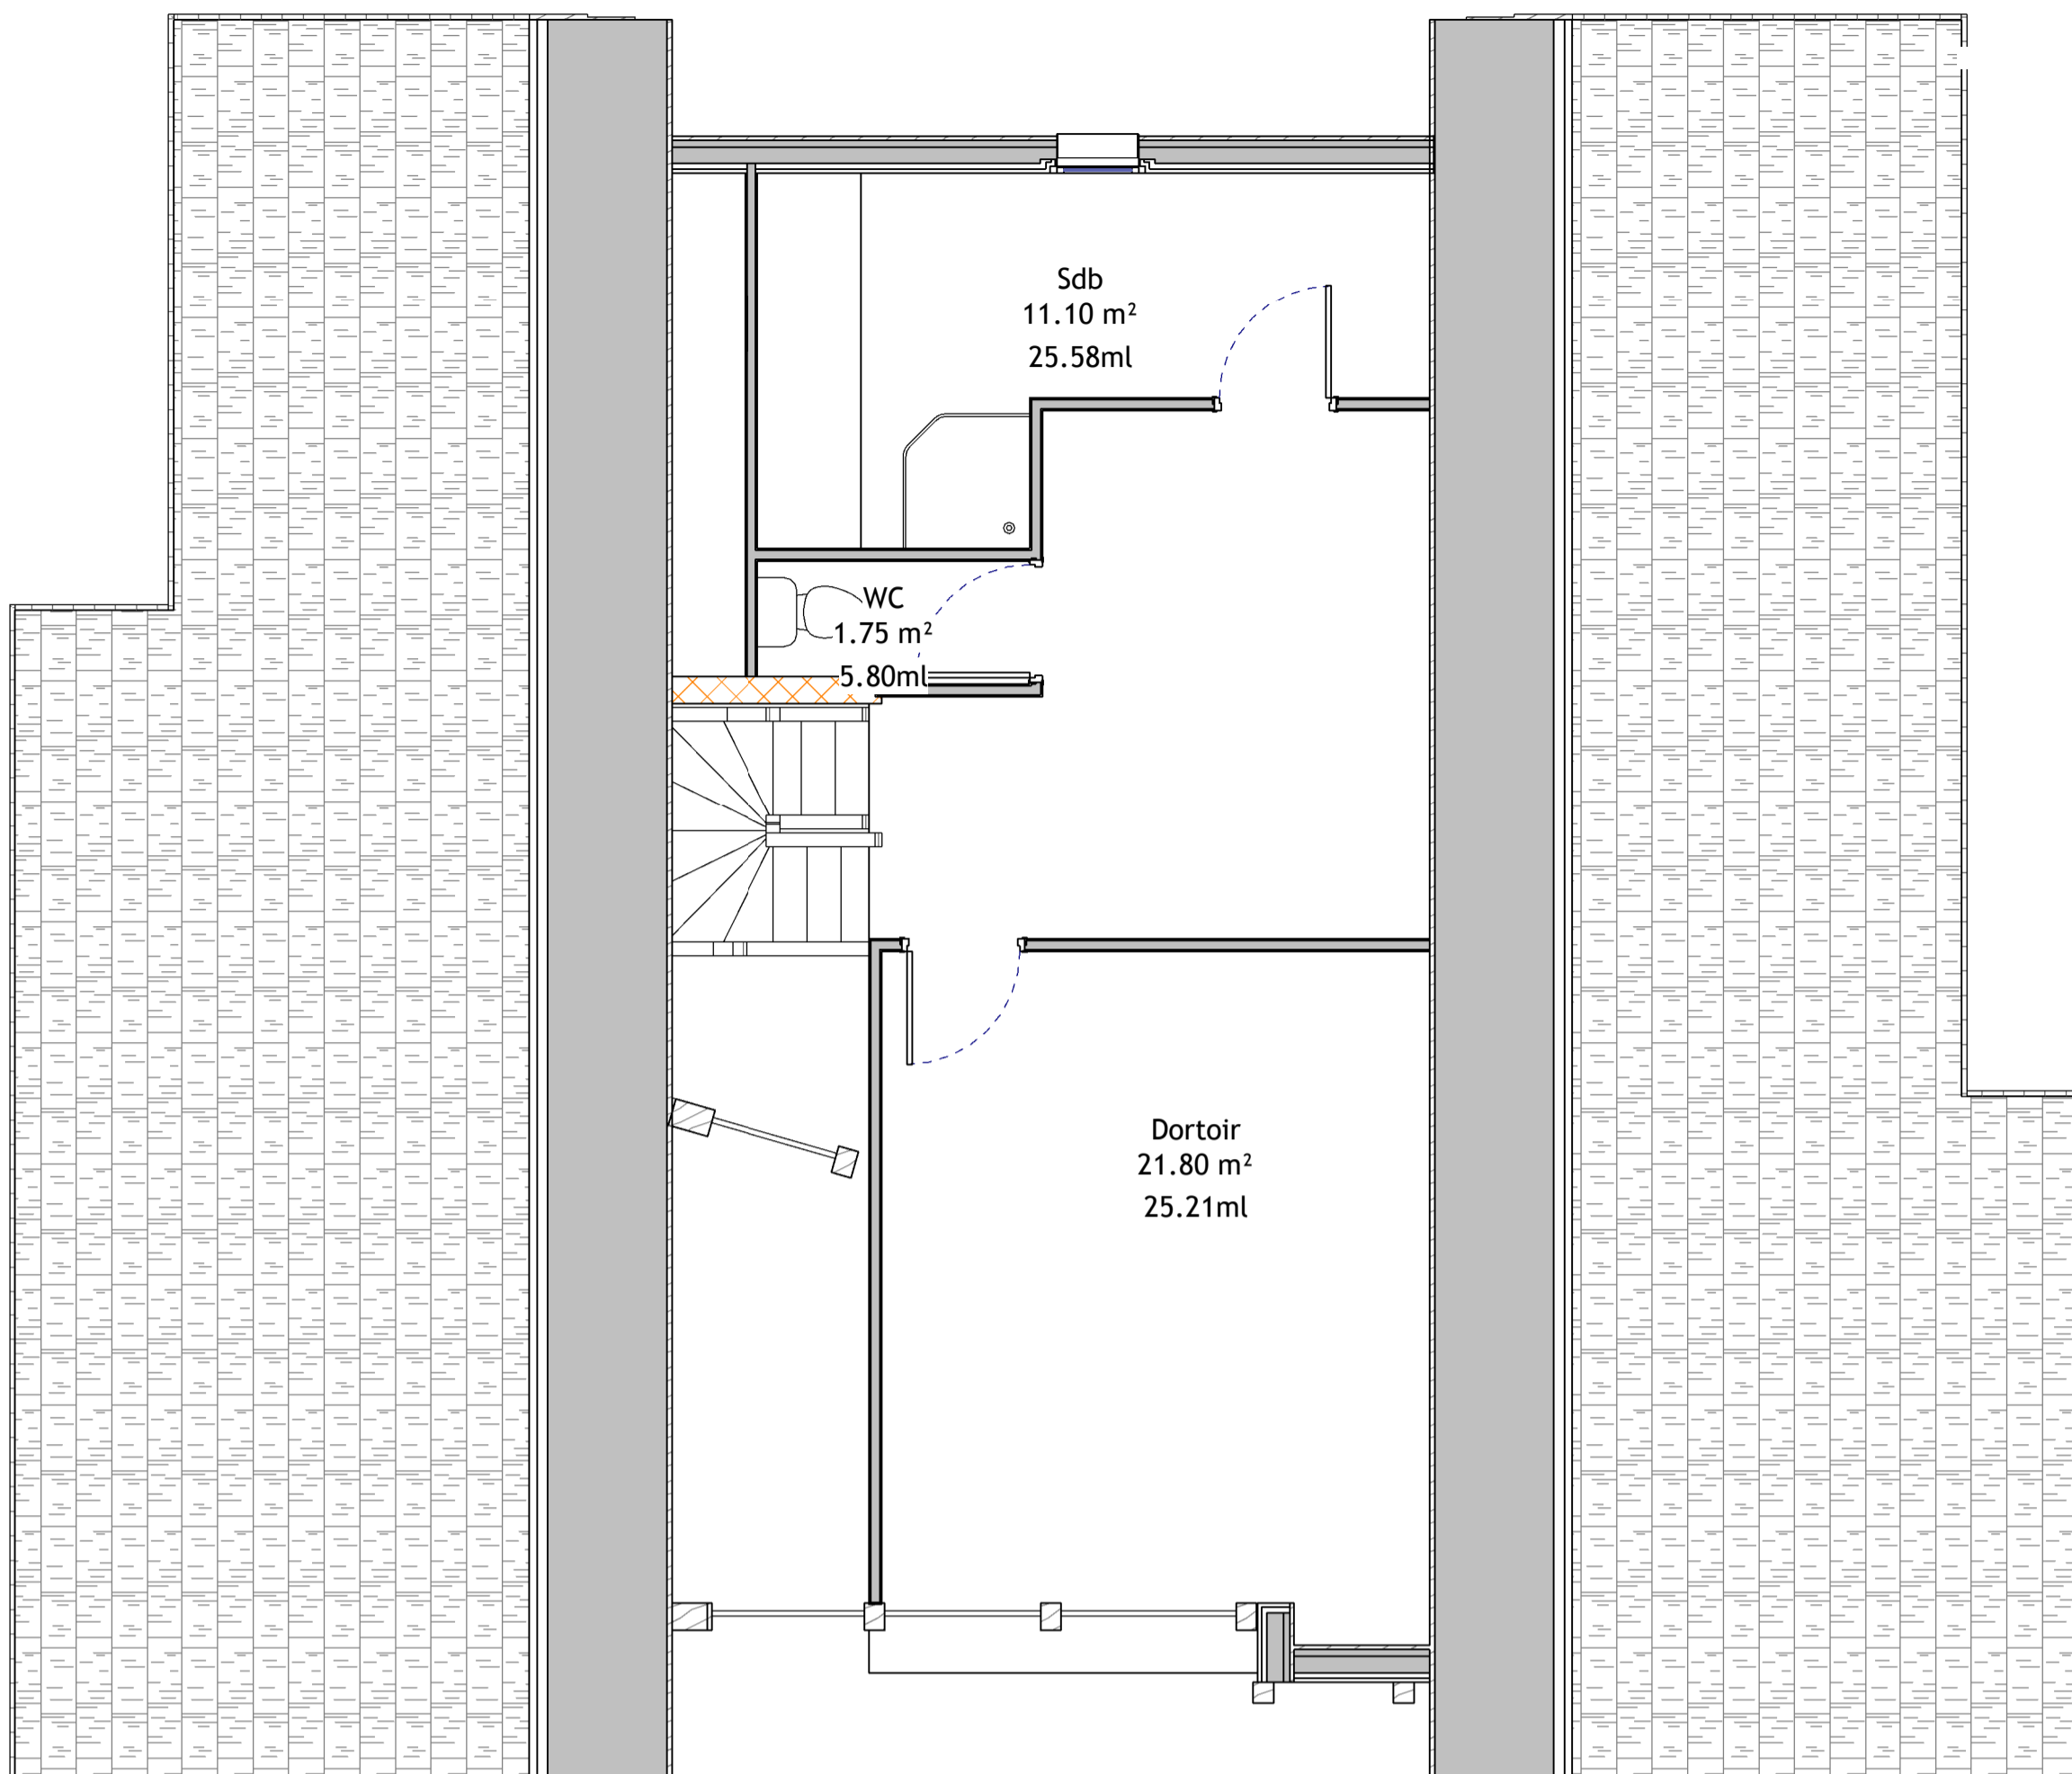 Sdb
11.10 m²
25.58ml
WC
1.75 m²
5.80ml
Dortoir
21.80 m²
25.21ml